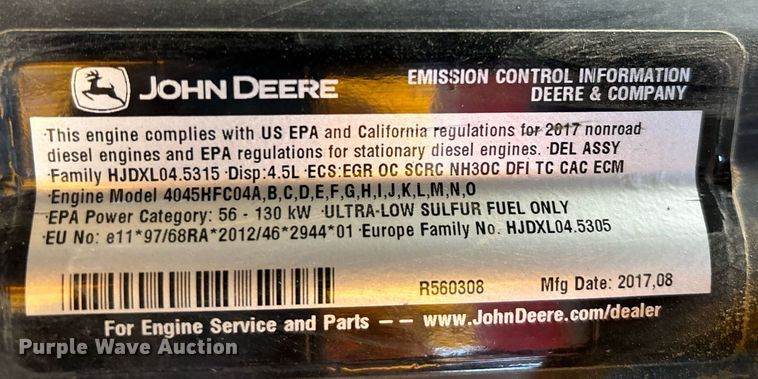 JOHN DEERE
EMISSION CONTROL INFORMATION
DEERE & COMPANY
·This engine complies with US EPA and California regulations for 2017 nonroad
diesel engines and EPA regulations for stationary diesel engines. ·DEL ASSY
·Family HJDXL04.5315 ·Disp:4.5L ·ECS:EGR OC SCRC NH3OC DFi TC CAC ECM
·Engine Model 4045HFC04A,B,C,D,E,F,G,H,I,J,K,L,M,N,O
·EPA Power Category: 56 - 130 kW ·ULTRA-LOW SULFUR FUEL ONLY
·EU No: e11*97/68RA*2012/46*2944*01 ·Europe Family No. HJDXL04.5305
R560308
Mfg Date: 2017,08
For Engine Service and Parts –– www.JohnDeere.com/dealer
Purple Wave Auction